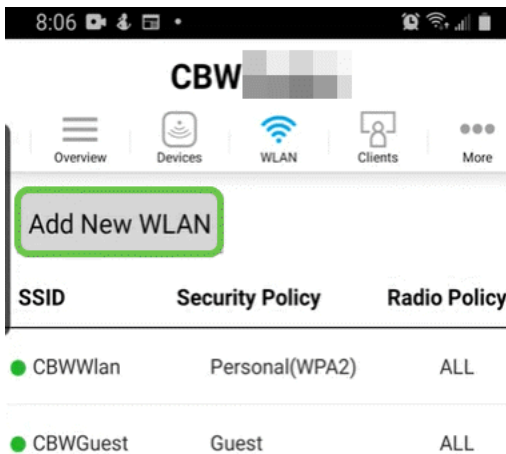 8:06
CBW
Overview Devices WLAN Clients More
Add New WLAN
SSID Security Policy Radio Policy
CBWWlan Personal(WPA2) ALL
CBWGuest Guest ALL